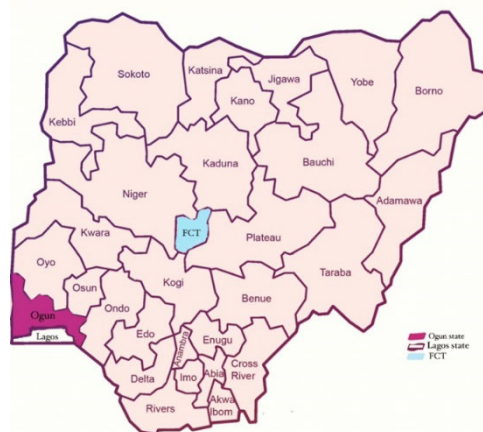 Sokoto
Katsina
Jigawa
Yobe
Borno
Kano
Kebbi
Kaduna
Bauchi
Niger
Adamawa
FCT
Plateau
Kwara
Oyo
Taraba
Kogi
Osun
Benue
Ondo
Ogun
Edo
Enugu
Anambra
Lagos
Cross
River
Abia
Imo
Delta
Akwa
Ibom
Rivers
Ogun state
Lagos state
FCT